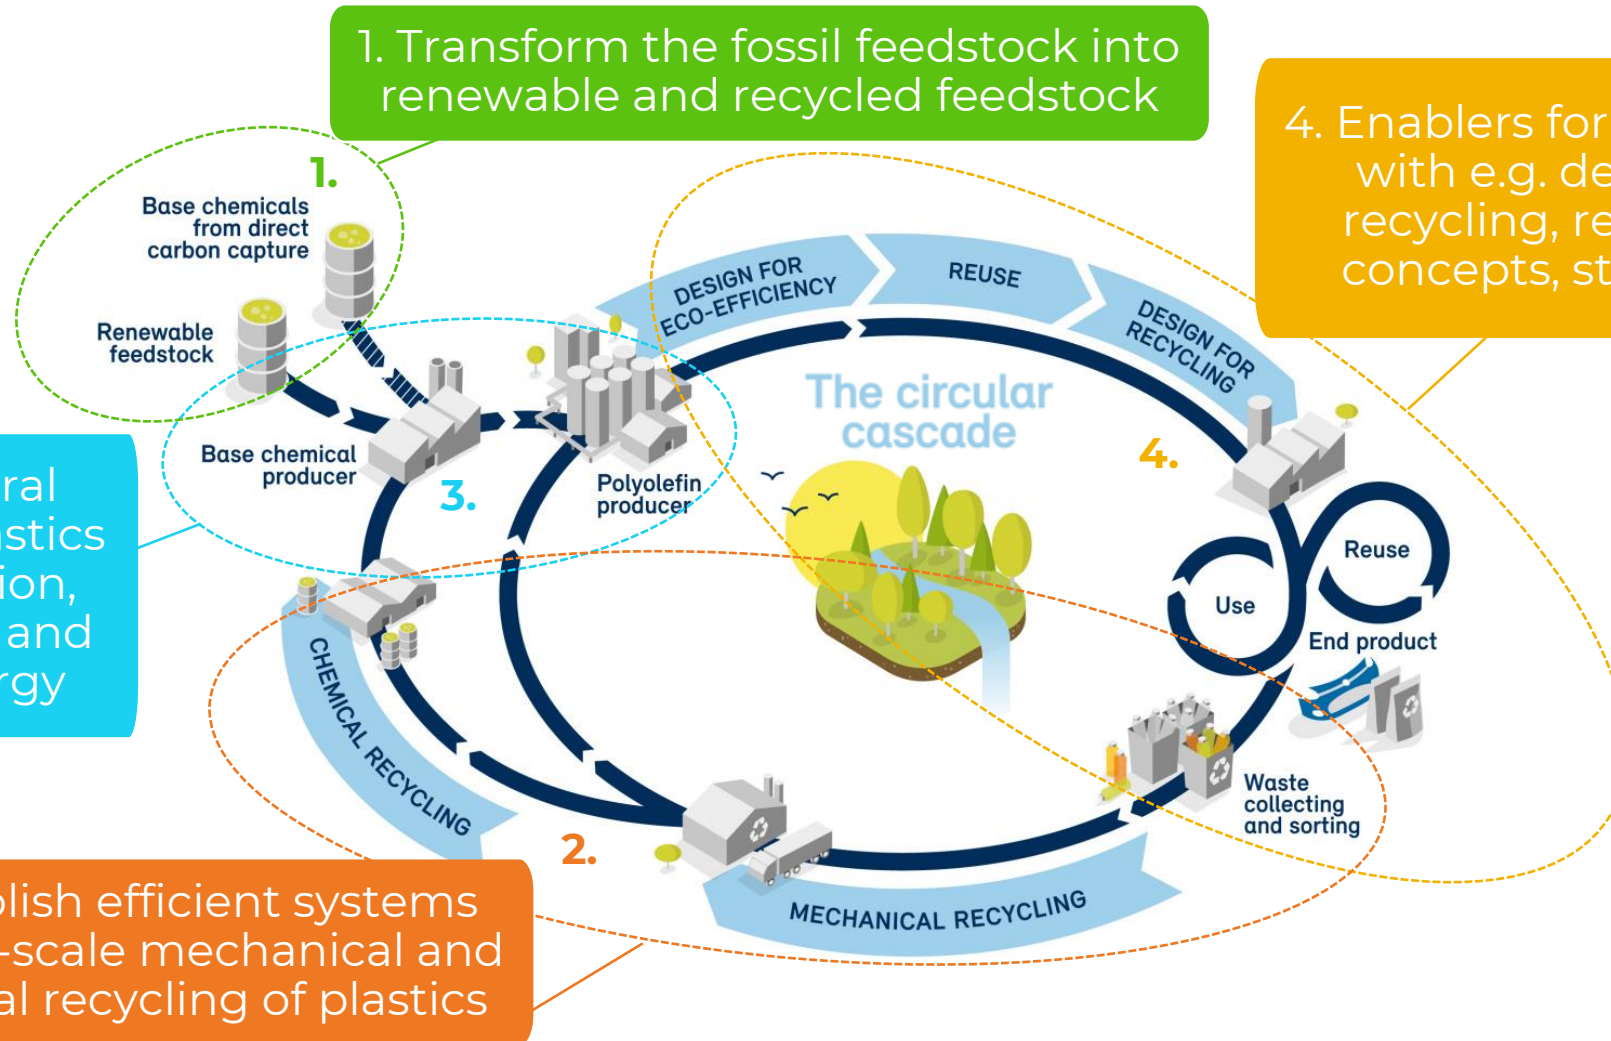 1. Transform the fossil feedstock into
renewable and recycled feedstock
4. Enablers for
with e.g. de
recycling, re
concepts, st
1.
Base chemicals
from direct
carbon capture
Renewable
feedstock
DESIGN FOR
ECO-EFFICIENCY
REUSE
DESIGN FOR
RECYCLING
The circular
cascade
4.
Base chemical
producer
3.
Polyolefin
producer
ral
astics
ion,
and
rgy
Reuse
Use
End product
CHEMICAL RECYCLING
Waste
collecting
and sorting
2.
MECHANICAL RECYCLING
lish efficient systems
-scale mechanical and
al recycling of plastics